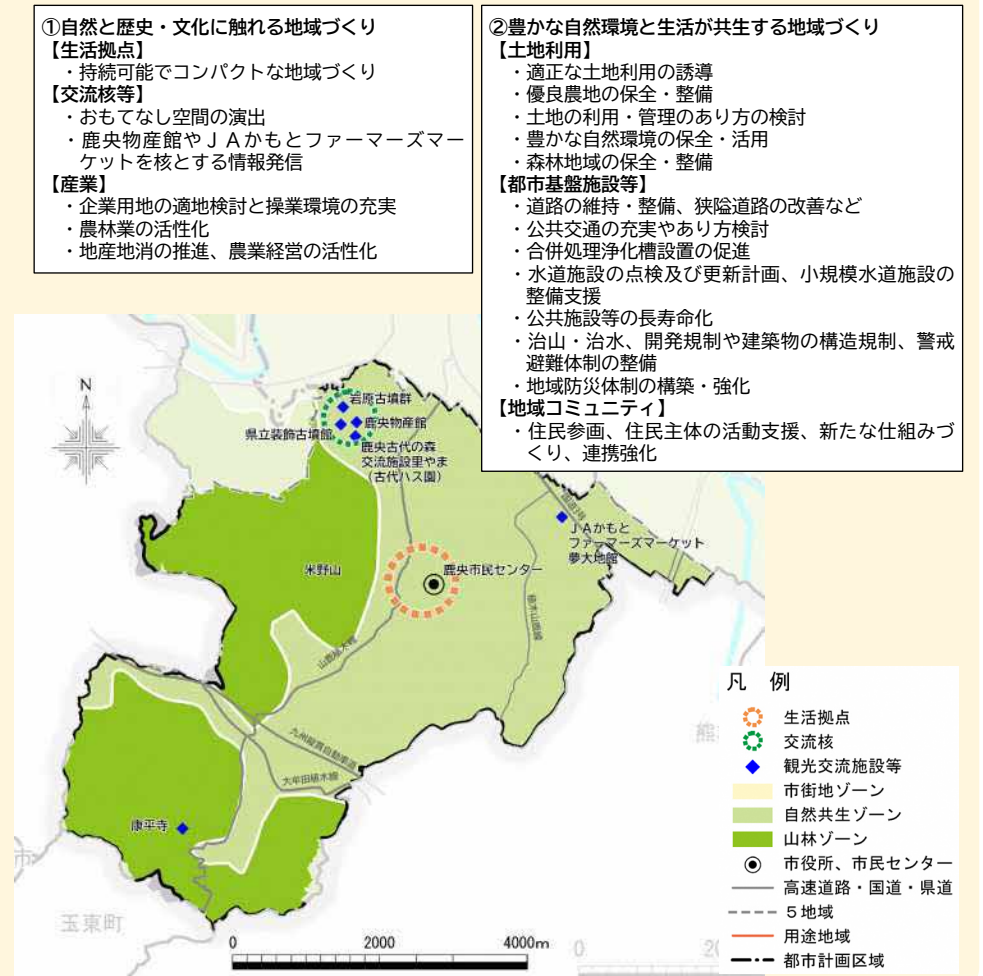 ①自然と歴史・文化に触れる地域づくり
【生活拠点】
・持続可能でコンパクトな地域づくり
【交流核等】
・おもてなし空間の演出
・鹿央物産館やＪＡかもとファーマーズマー
ケットを核とする情報発信
【産業】
・企業用地の適地検討と操業環境の充実
・農林業の活性化
・地産地消の推進、農業経営の活性化
②豊かな自然環境と生活が共生する地域づくり
【土地利用】
・適正な土地利用の誘導
・優良農地の保全・整備
・土地の利用・管理のあり方の検討
・豊かな自然環境の保全・活用
・森林地域の保全・整備
【都市基盤施設等】
・道路の維持・整備、狭隘道路の改善など
・公共交通の充実やあり方検討
・合併処理浄化槽設置の促進
・水道施設の点検及び更新計画、小規模水道施設の
整備支援
・公共施設等の長寿命化
・治山・治水、開発規制や建築物の構造規制、警戒
避難体制の整備
・地域防災体制の構築・強化
【地域コミュニティ】
・住民参画、住民主体の活動支援、新たな仕組みづ
くり、連携強化
N
岩原古墳群
鹿央物産館
県立装飾古墳館
鹿央古代の森
交流施設里やま
（古代ハス園）
国道3号
ＪＡかもと
ファーマーズマーケット
夢大地館
米野山
鹿央市民センター
植木山鹿線
山鹿植木線
九州縦貫自動車道
大牟田植木線
康平寺
市
玉東町
熊
0 2000 4000m
0
凡 例
生活拠点
交流核
観光交流施設等
市街地ゾーン
自然共生ゾーン
山林ゾーン
市役所、市民センター
高速道路・国道・県道
５地域
用途地域
都市計画区域